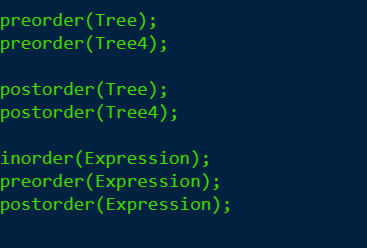 preorder(Tree);
preorder(Tree4);
postorder(Tree);
postorder(Tree4);
inorder(Expression);
preorder(Expression);
postorder(Expression);